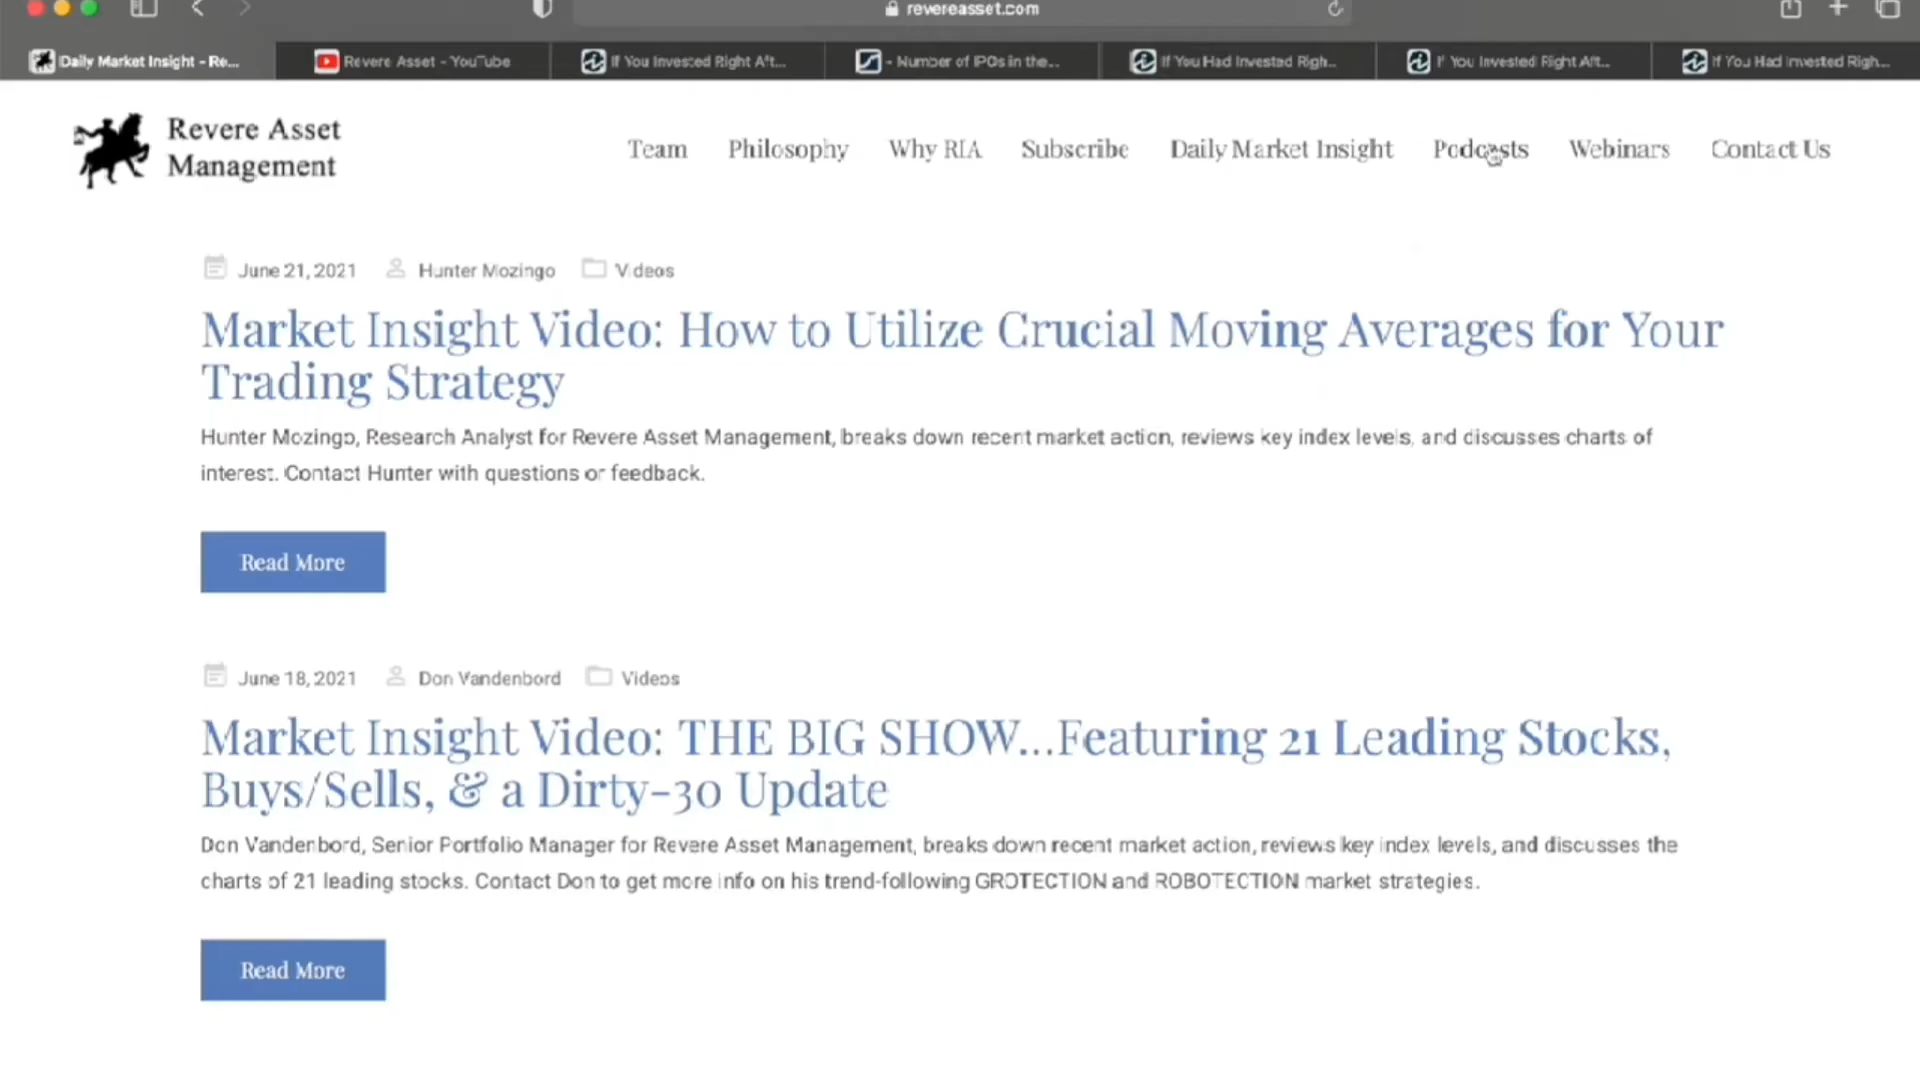 revereasset.com
Daily Market Insight - Re...
Revere Asset - YouTube
If You Invested Right Aft...
- Number of IPOs in the...
If You Had Invested Righ...
If You Invested Right Aft...
If You Had Invested Righ...
Revere Asset
Management
Team Philosophy Why RIA Subscribe Daily Market Insight Podcasts Webinars Contact Us
June 21, 2021 Hunter Mozingo Videos
Market Insight Video: How to Utilize Crucial Moving Averages for Your
Trading Strategy
Hunter Mozingo, Research Analyst for Revere Asset Management, breaks down recent market action, reviews key index levels, and discusses charts of
interest. Contact Hunter with questions or feedback.
Read More
June 18, 2021 Don Vandenbord Videos
Market Insight Video: THE BIG SHOW...Featuring 21 Leading Stocks,
Buys/Sells, & a Dirty-30 Update
Don Vandenbord, Senior Portfolio Manager for Revere Asset Management, breaks down recent market action, reviews key index levels, and discusses the
charts of 21 leading stocks. Contact Don to get more info on his trend-following GROTECTION and ROBOTECTION market strategies.
Read More